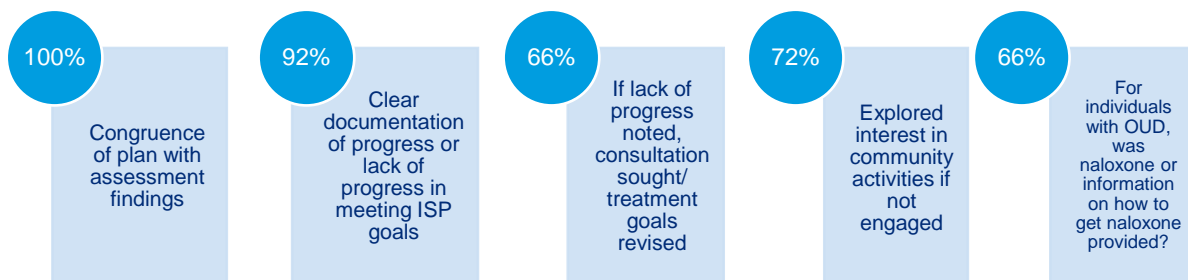 100%
Congruence
of plan with
assessment
findings
92%
Clear
documentation
of progress or
lack of
progress in
meeting ISP
goals
66%
If lack of
progress
noted,
consultation
sought/
treatment
goals
revised
72%
Explored
interest in
community
activities if
not
engaged
66%
For
individuals
with OUD,
was
naloxone or
information
on how to
get naloxone
provided?